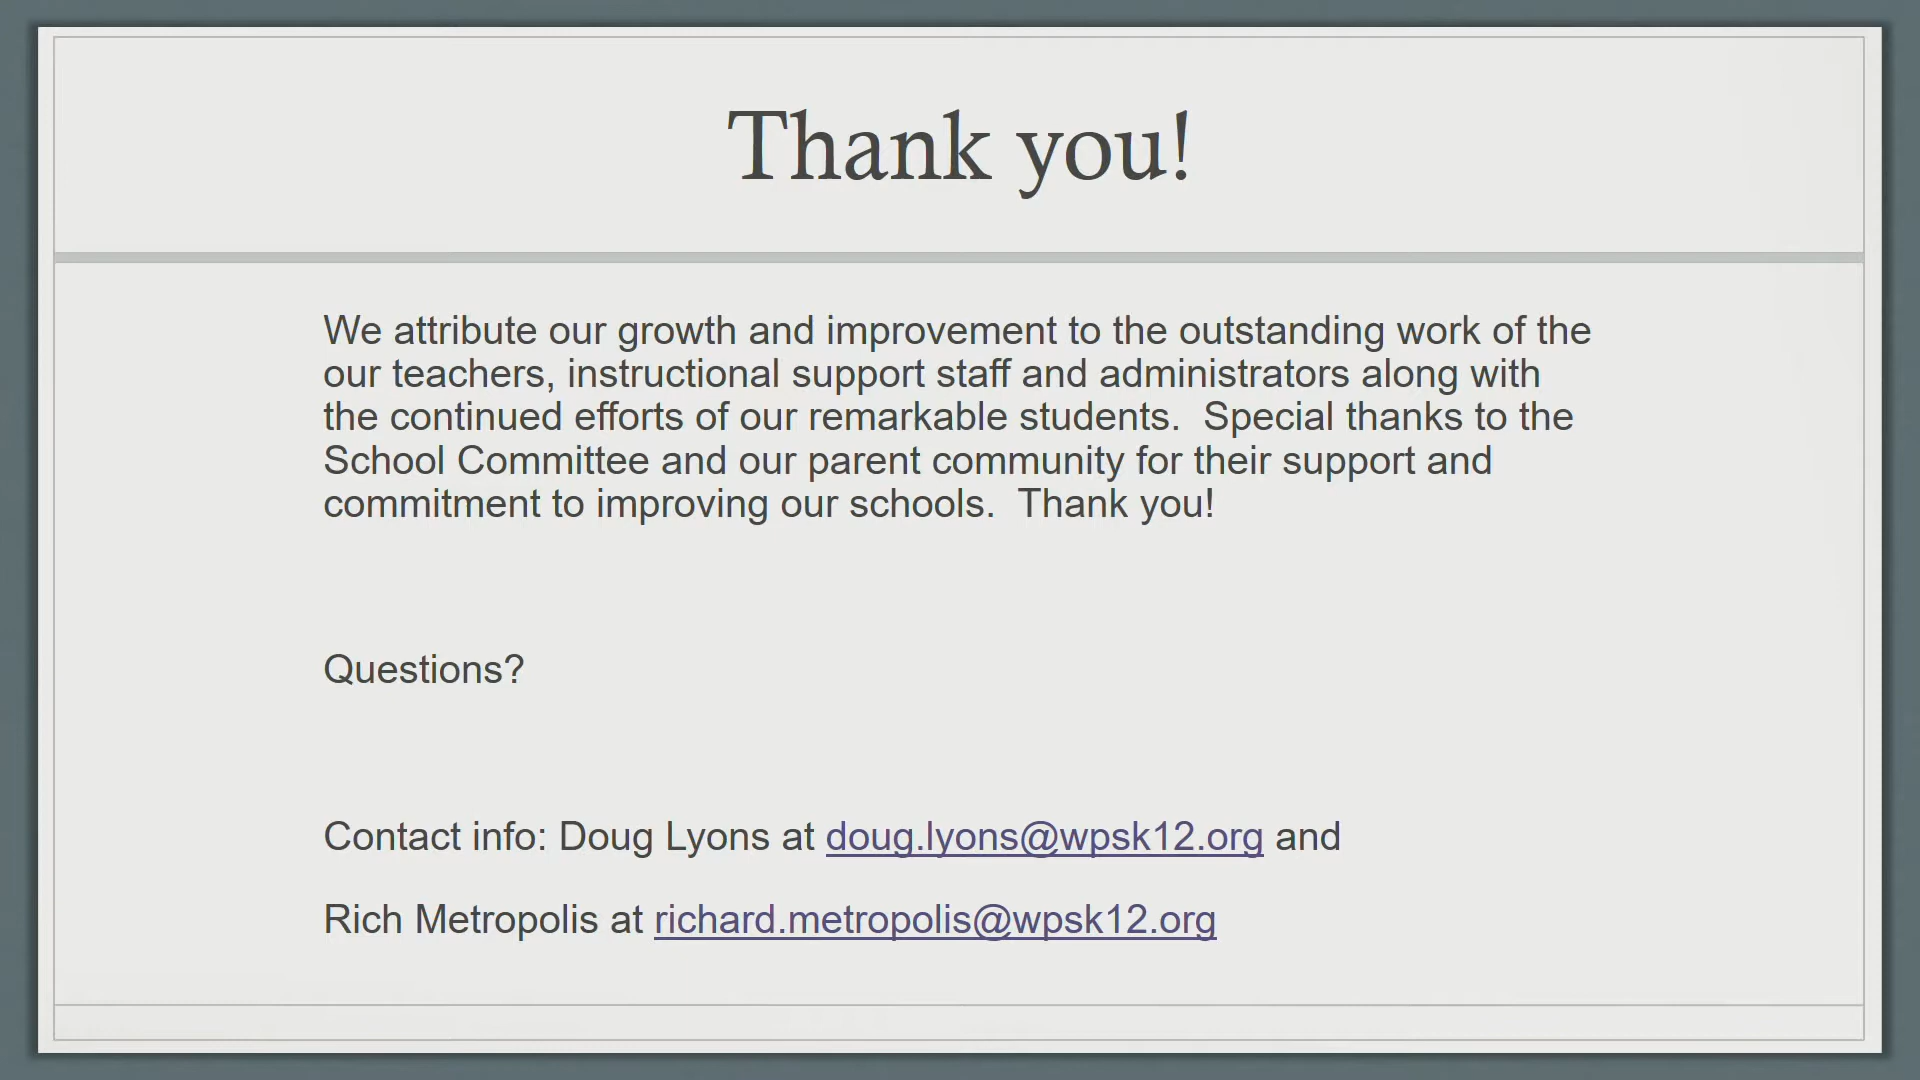 Thank you!
We attribute our growth and improvement to the outstanding work of the
our teachers, instructional support staff and administrators along with
the continued efforts of our remarkable students.  Special thanks to the
School Committee and our parent community for their support and
commitment to improving our schools.  Thank you!
Questions?
Contact info: Doug Lyons at doug.lyons@wpsk12.org and
Rich Metropolis at richard.metropolis@wpsk12.org